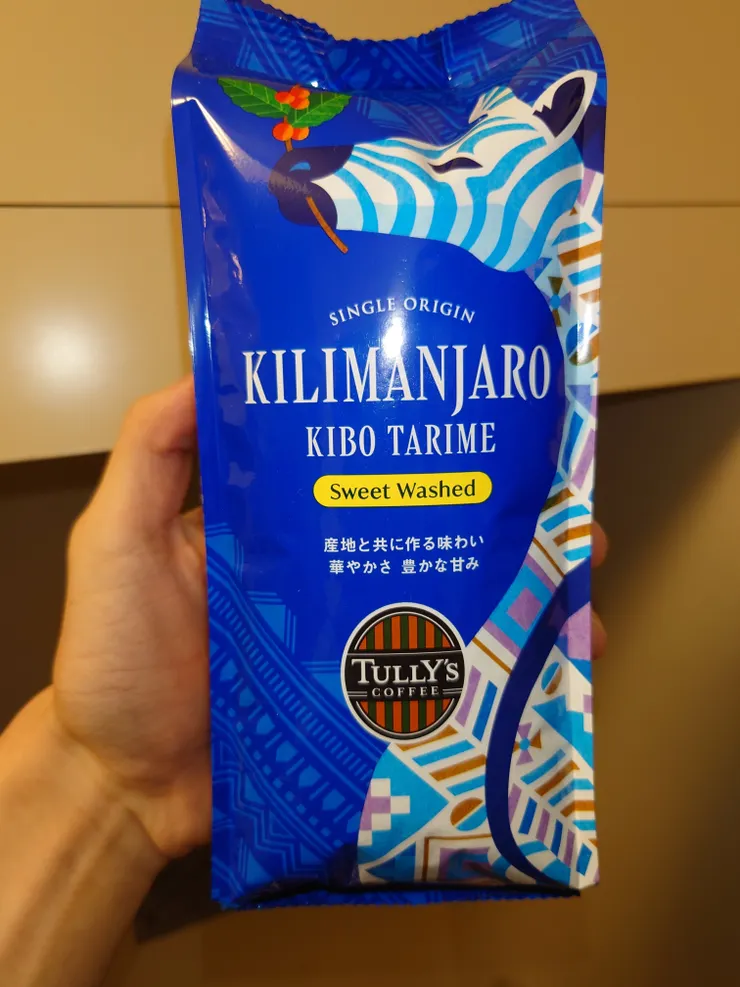 SINGLE ORIGIN
KILIMANJARO
KIBO TARIME
Sweet Washed
産地と共に作る味わい
華やかさ 豊かな甘み
TULLY'S
COFFEE